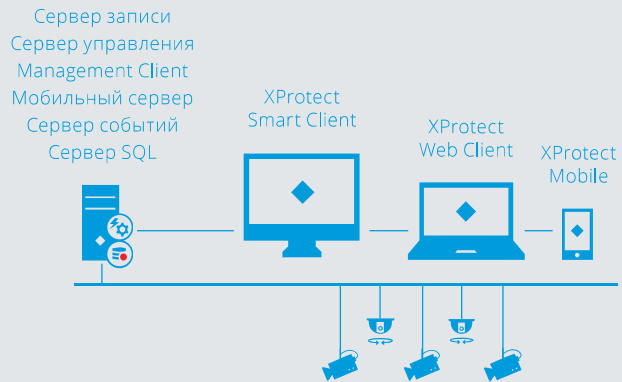 Сервер записи
Сервер управления
Management Client
Мобильный сервер
Сервер событий
Сервер SQL
XProtect
Smart Client
XProtect
Web Client
XProtect
Mobile